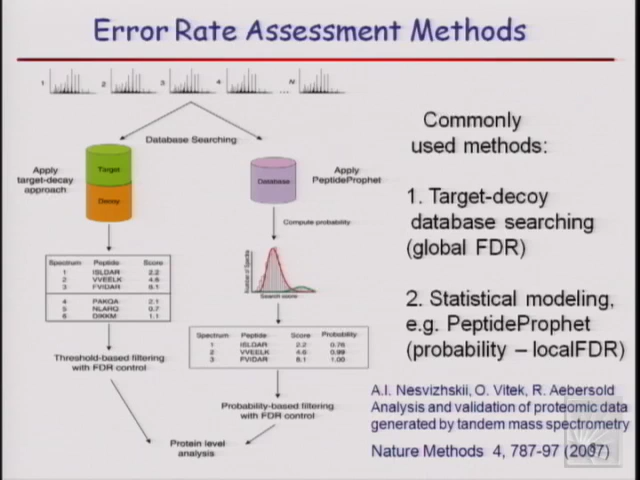 Error Rate Assessment Methods
1 2 3 4 ... N
Database Searching
Apply
target-decay
approach
Target
Decoy
Database
Apply
PeptideProphet
Compute probability
Number of Spectra
Search score
Spectrum Peptide Score
1 ISLDAR 2.2
2 VVEELK 4.6
3 FVIDAR 8.1
4 PAKQA 2.1
5 NLARQ 0.7
6 DIKKM 1.1
Spectrum Peptide Score Probability
1 ISLDAR 2.2 0.76
2 VVEELK 4.6 0.99
3 FVIDAR 8.1 1.00
Threshold-based filtering
with FDR control
Probability-based filtering
with FDR control
Protein level
analysis
Commonly
used methods:
1. Target-decoy
database searching
(global FDR)
2. Statistical modeling,
e.g. PeptideProphet
(probability – localFDR)
A.I. Nesvizhskii, O. Vitek, R. Aebersold
Analysis and validation of proteomic data
generated by tandem mass spectrometry
Nature Methods 4, 787-97 (2007)